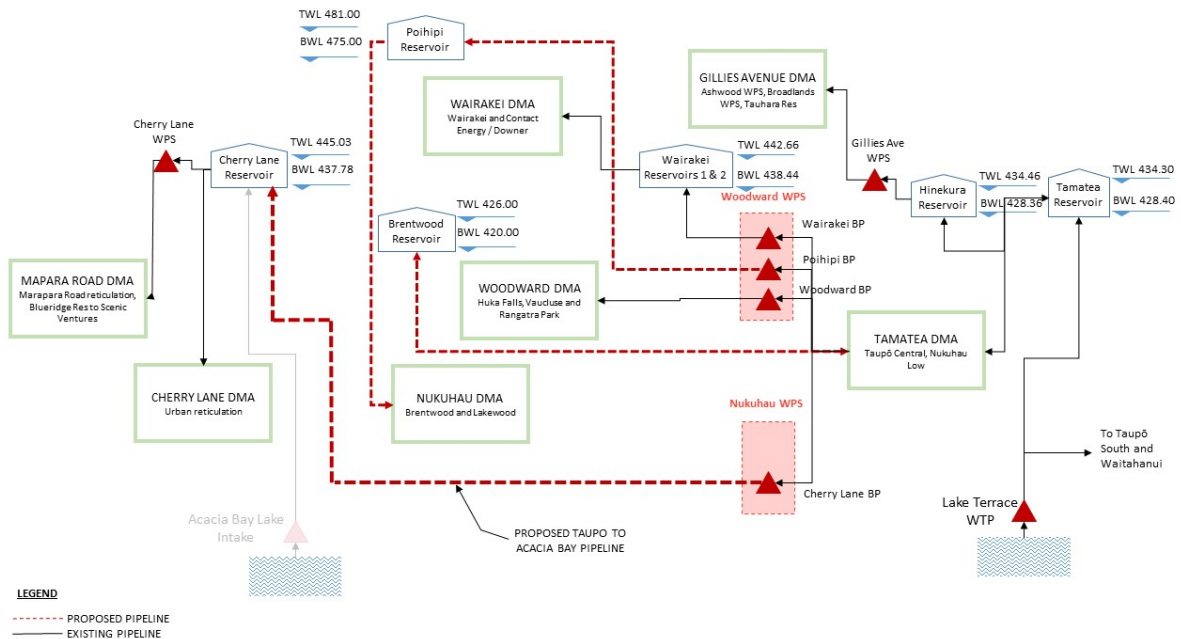 TWL 481.00
BWL 475.00
Poihipi
Reservoir
GILLIES AVENUE DMA
Ashwood WPS, Broadlands
WPS, Tauhara Res
WAIRAKEI DMA
Wairakei and Contact
Energy / Downer
Cherry Lane
WPS
Cherry Lane
Reservoir
TWL 445.03
BWL 437.78
Wairakei
Reservoirs 1 & 2
TWL 442.66
BWL 438.44
Gillies Ave
WPS
Hinekura
Reservoir
TWL 434.46
BWL 428.36
Tamatea
Reservoir
TWL 434.30
BWL 428.40
Woodward WPS
Brentwood
Reservoir
TWL 426.00
BWL 420.00
Wairakei BP
Poihipi BP
Woodward BP
MAPARA ROAD DMA
Marapara Road reticulation,
Blueridge Res to Scenic
Ventures
WOODWARD DMA
Huka Falls, Vaucluse and
Rangatra Park
TAMATEA DMA
Taupō Central, Nukuhau
Low
CHERRY LANE DMA
Urban reticulation
NUKUHAU DMA
Brentwood and Lakewood
Nukuhau WPS
To Taupō
South and
Waitahanui
Cherry Lane BP
Lake Terrace
WTP
Acacia Bay Lake
Intake
PROPOSED TAUPO TO
ACACIA BAY PIPELINE
LEGEND
PROPOSED PIPELINE
EXISTING PIPELINE